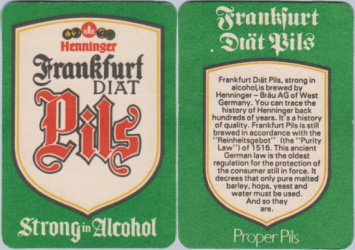 Henninger
Frankfurt
DIÄT
Pils
Strong in Alcohol
Frankfurt
Diät Pils
Frankfurt Diät Pils, strong in
alcohol, is brewed by
Henninger – Bräu AG of West
Germany. You can trace the
history of Henninger back
hundreds of years. It's a history
of quality. Frankfurt Pils is still
brewed in accordance with the
"Reinheitsgebot" (the "Purity
Law") of 1516. This ancient
German law is the oldest
regulation for the protection of
the consumer still in force. It
decrees that only pure malted
barley, hops, yeast and
water must be used.
And so they
are.
Proper Pils